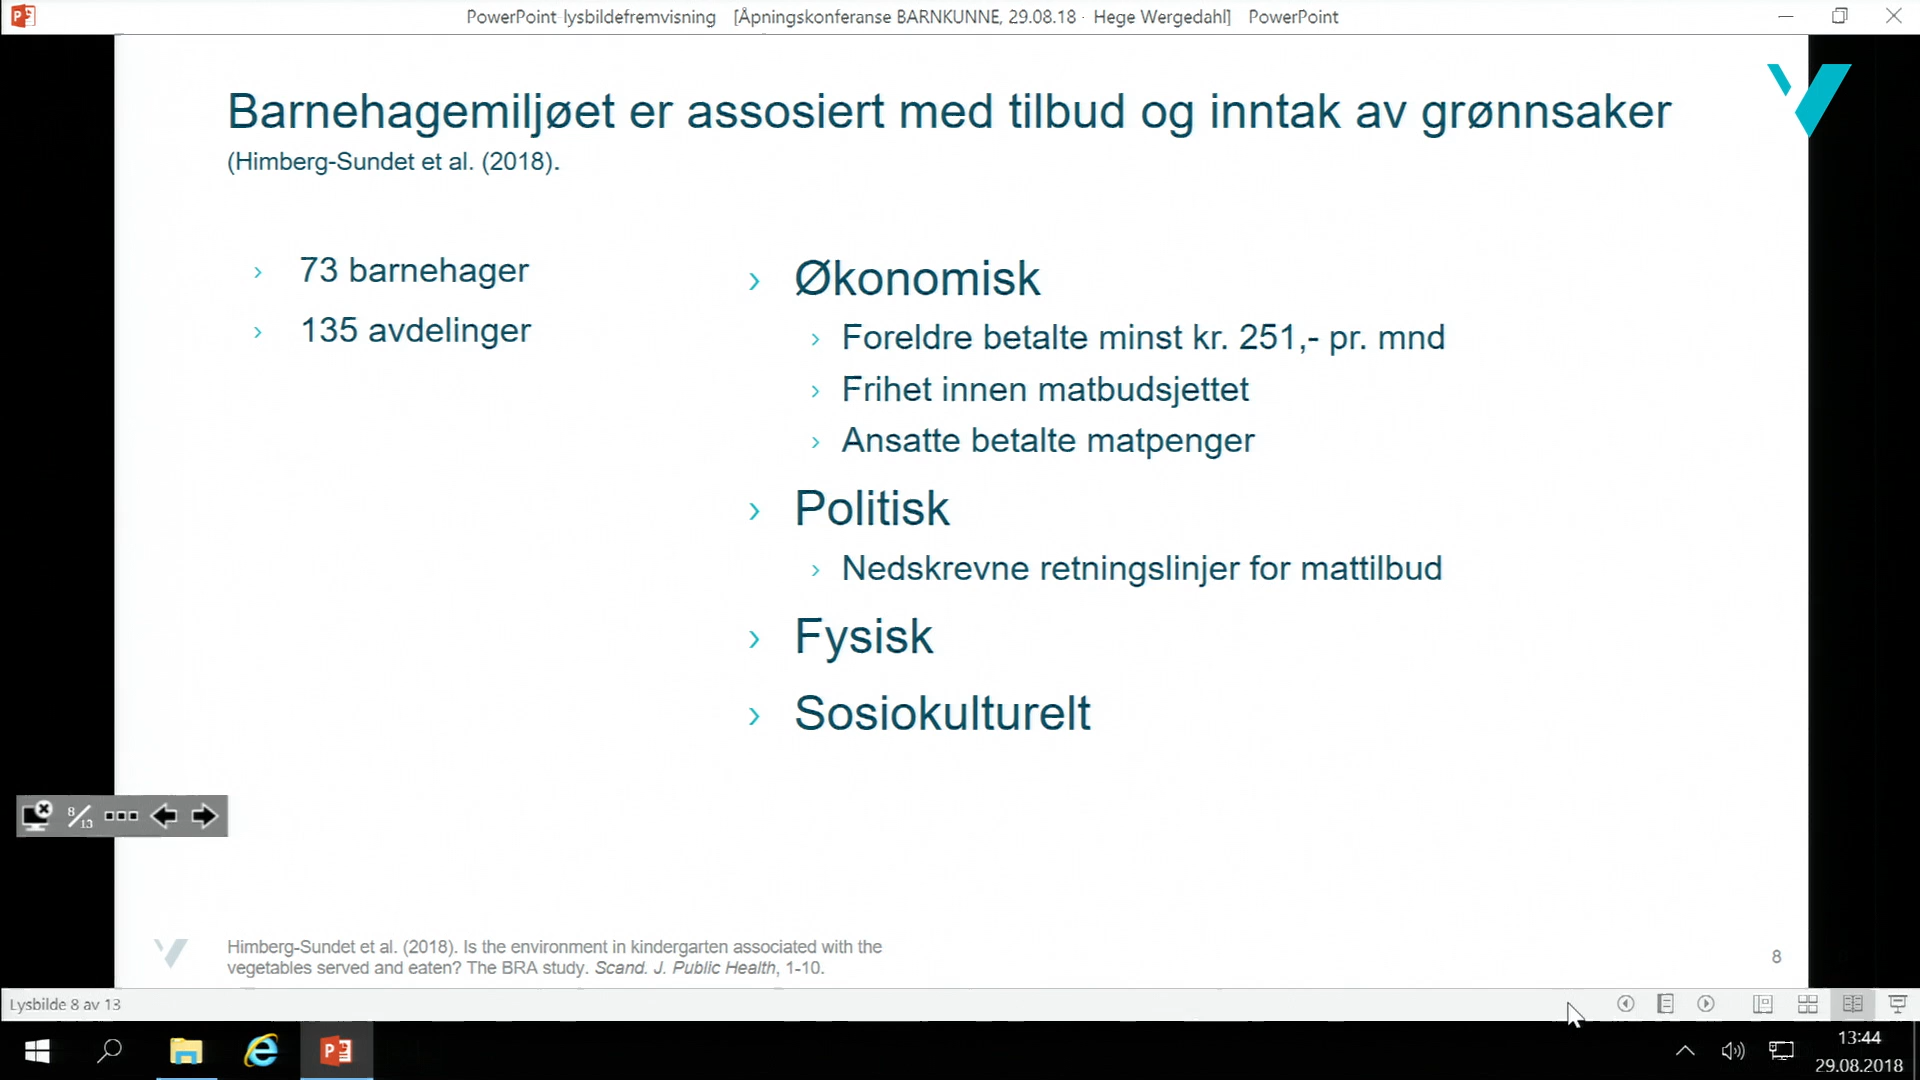 PowerPoint lysbildefremvisning [Åpningskonferanse BARNKUNNE, 29.08.18 - Hege Wergedahl] PowerPoint
Barnehagemiljøet er assosiert med tilbud og inntak av grønnsaker
(Himberg-Sundet et al. (2018).
73 barnehager
135 avdelinger
Økonomisk
Foreldre betalte minst kr. 251,- pr. mnd
Frihet innen matbudsjettet
Ansatte betalte matpenger
Politisk
Nedskrevne retningslinjer for mattilbud
Fysisk
Sosiokulturelt
8/13
Himberg-Sundet et al. (2018). Is the environment in kindergarten associated with the
vegetables served and eaten? The BRA study. Scand. J. Public Health, 1-10.
8
Lysbilde 8 av 13
13:44
29.08.2018